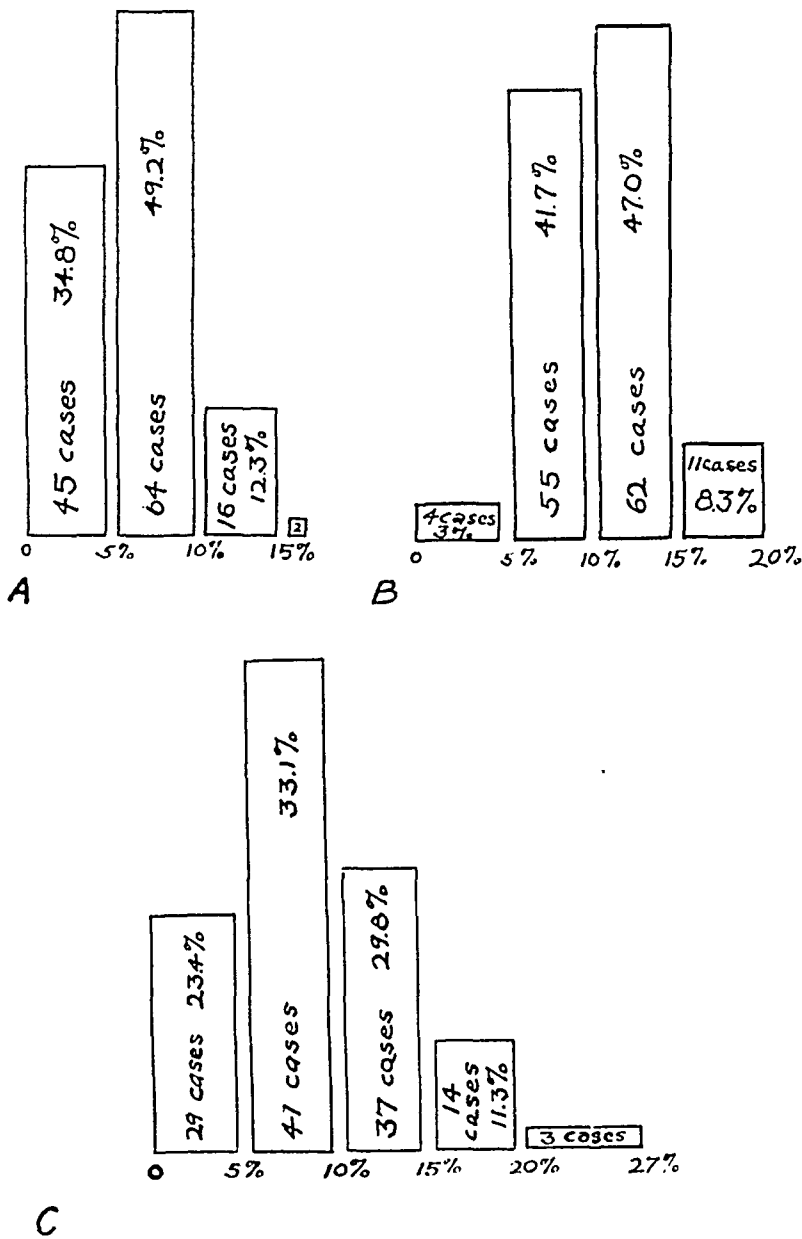 45 cases 34.8%
64 cases 49.2%
16 cases
12.3%
2
0 5% 10% 15%
A
4 cases
3%
55 cases 41.7%
62 cases 47.0%
11 cases
8.3%
0 5% 10% 15% 20%
B
29 cases 23.4%
41 cases 33.1%
37 cases 29.8%
14
cases
11.3%
3 cases
0 5% 10% 15% 20% 27%
C